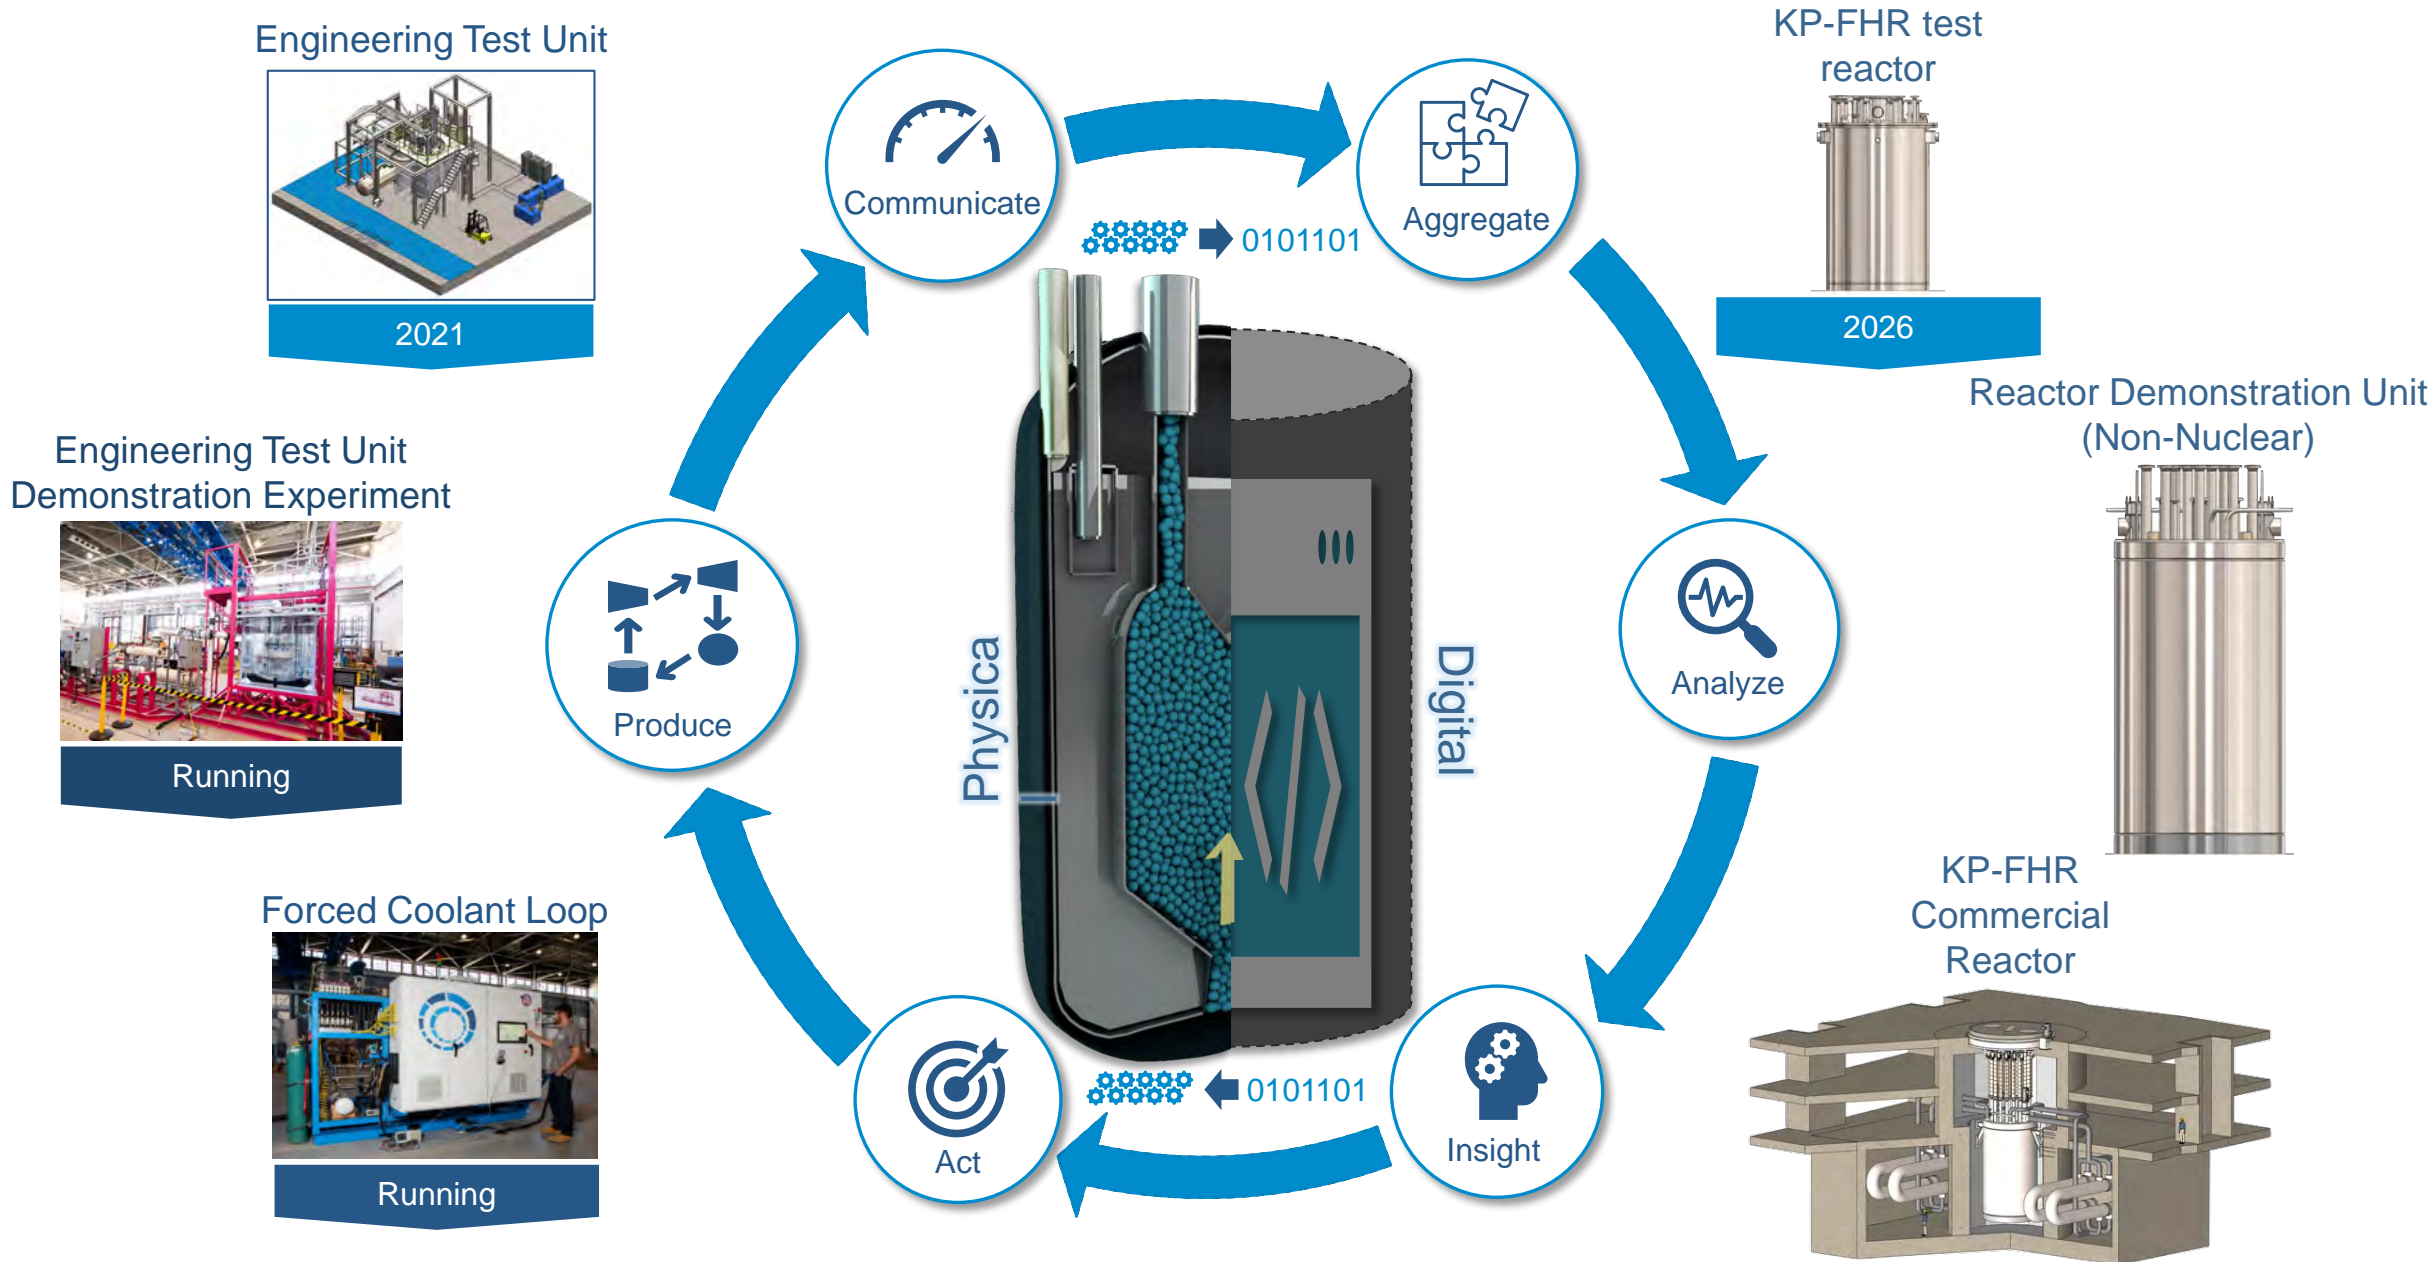 Engineering Test Unit
2021
Engineering Test Unit
Demonstration Experiment
Running
Forced Coolant Loop
Running
Communicate
Aggregate
0101101
Produce
Physica
l
Digital
Analyze
Act
0101101
Insight
KP-FHR test
reactor
2026
Reactor Demonstration Unit
(Non-Nuclear)
KP-FHR
Commercial
Reactor